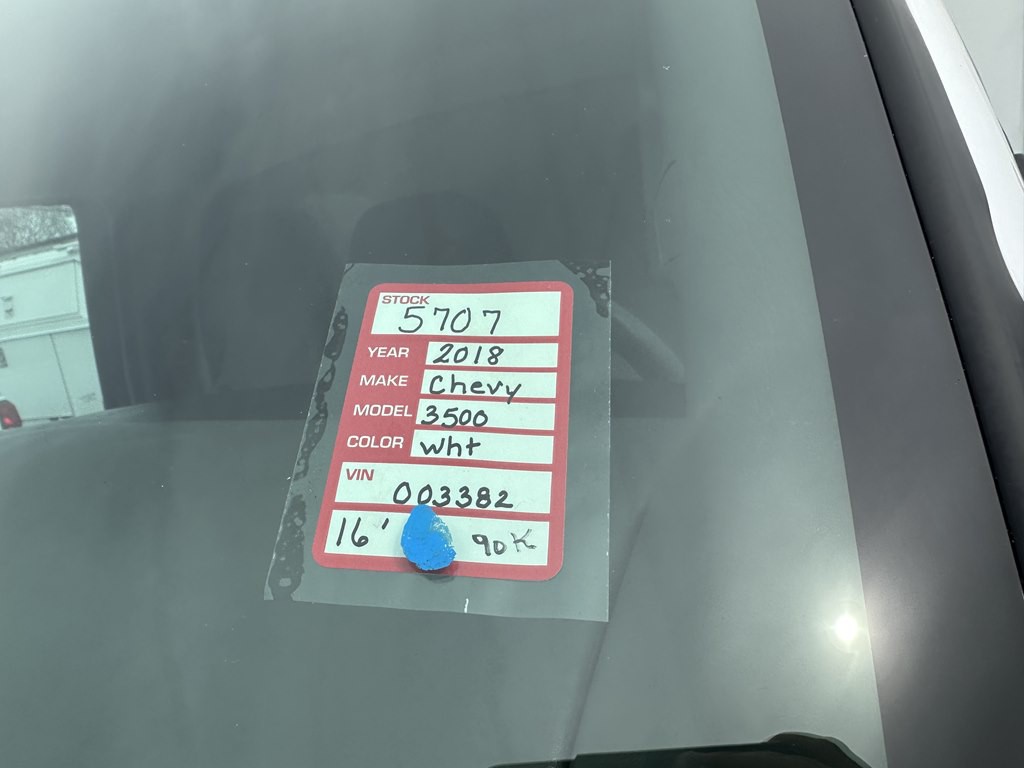 STOCK
5707
YEAR 2018
MAKE Chevy
MODEL 3500
COLOR wht
VIN
003382
16' 90K